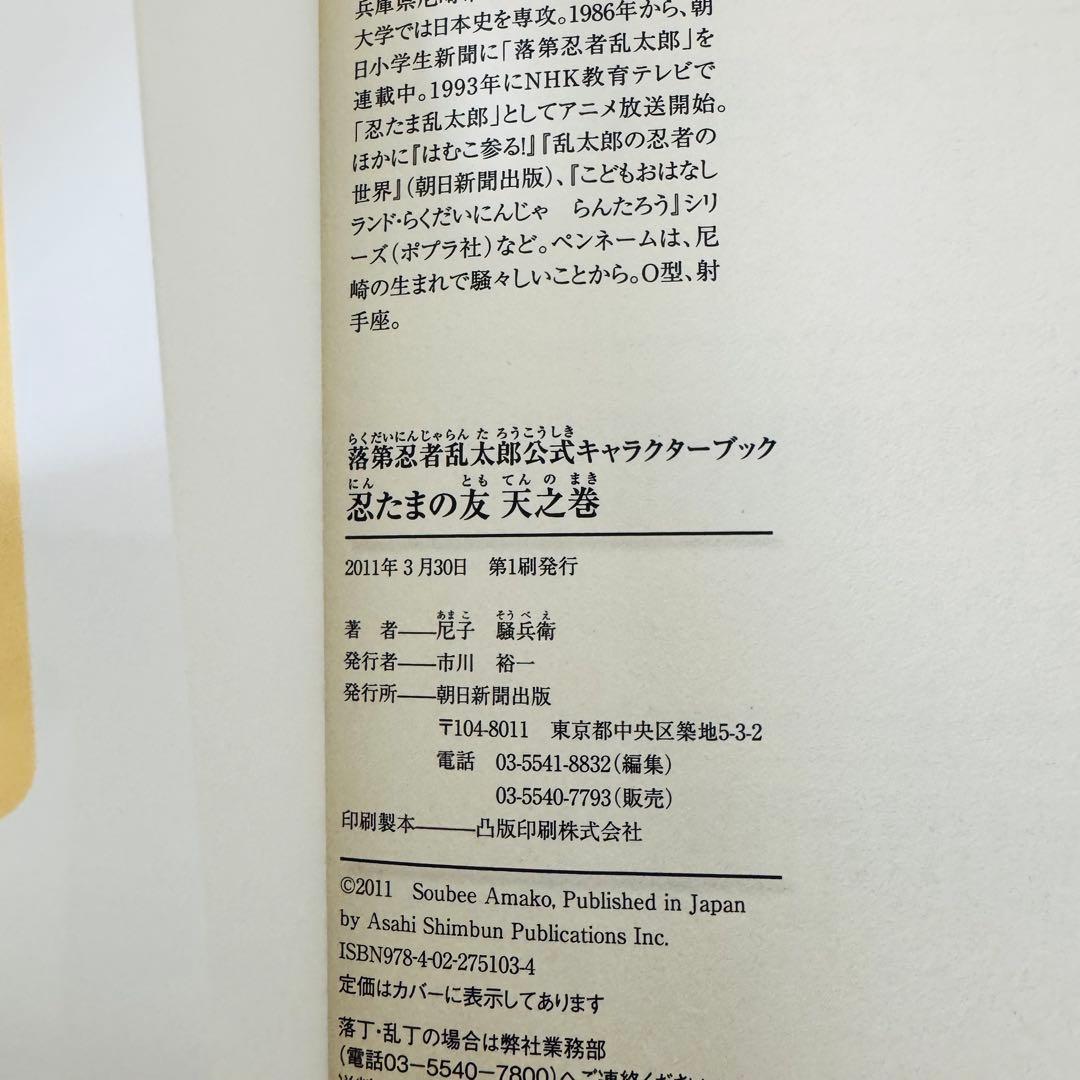 兵庫県尼崎
大学では日本史を専攻。1986年から、朝
日小学生新聞に「落第忍者乱太郎」を
連載中。1993年にNHK教育テレビで
「忍たま乱太郎」としてアニメ放送開始。
ほかに『はむこ参る!』『乱太郎の忍者の
世界』(朝日新聞出版)、『こどもおはなし
ランド・らくだいにんじゃ　らんたろう』シリ
ーズ(ポプラ社)など。ペンネームは、尼
崎の生まれで騒々しいことから。O型、射
手座。
らくだいにんじゃらん た ろうこうしき
落第忍者乱太郎公式キャラクターブック
にん とも てん の まき
忍たまの友 天之巻
2011年3月30日　第1刷発行
あまこ そうべえ
著　者――尼子　騒兵衛
発行者――市川　裕一
発行所――朝日新聞出版
〒104-8011　東京都中央区築地5-3-2
電話　03-5541-8832(編集)
03-5540-7793(販売)
印刷製本―――凸版印刷株式会社
©2011　Soubee Amako, Published in Japan
by Asahi Shimbun Publications Inc.
ISBN978-4-02-275103-4
定価はカバーに表示してあります
落丁・乱丁の場合は弊社業務部
(電話03-5540-7800)へご連絡ください